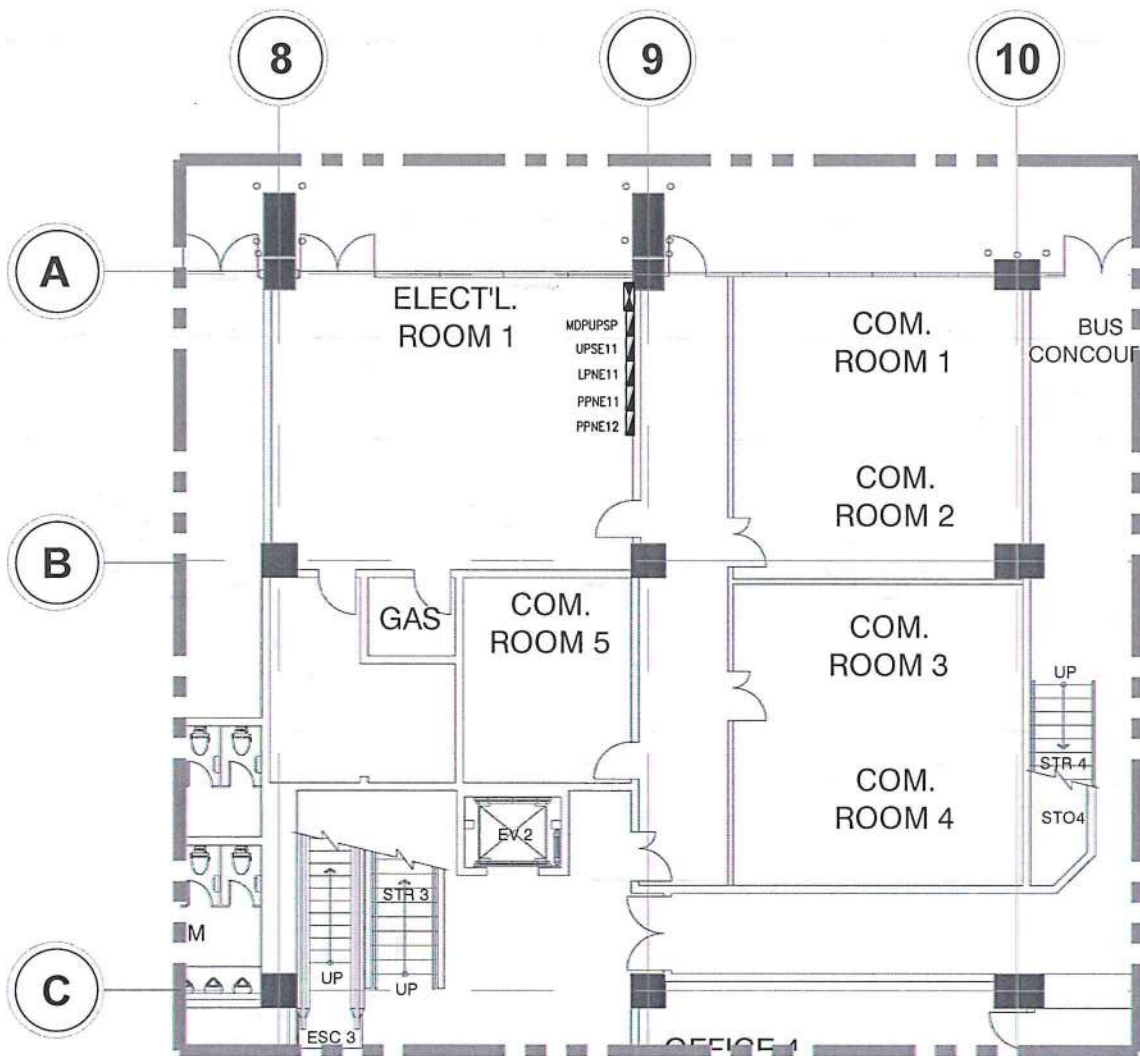 8
9
10
A
ELECT'L.
ROOM 1
MDPUPSP
UPSE11
LPNE11
PPNE11
PPNE12
COM.
ROOM 1
BUS
COM.
ROOM 2
B
GAS
COM.
ROOM 5
COM.
ROOM 3
UP
STR 4
COM.
ROOM 4
STO4
EV.2
STR 3
M
UP
UP
C
ESC 3